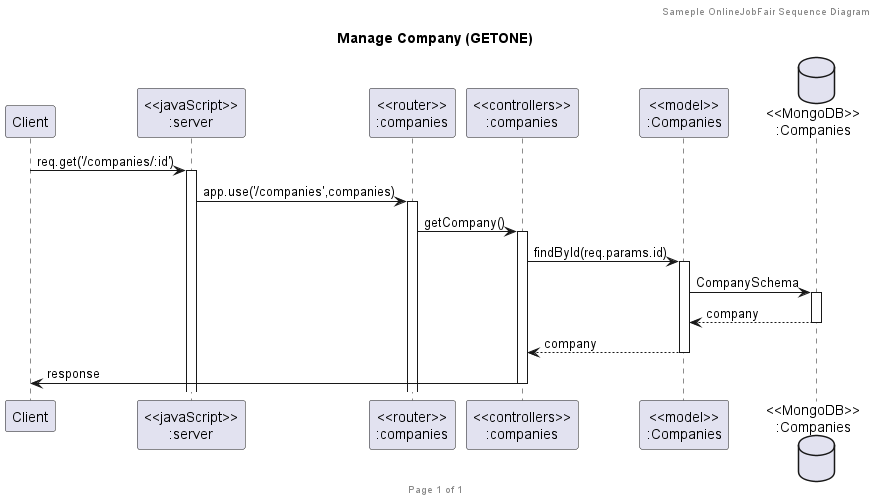 Sameple OnlineJobFair Sequence Diagram
Manage Company (GETONE)
<<MongoDB>>
:Companies
Client
<<javaScript>>
:server
<<router>>
:companies
<<controllers>>
:companies
<<model>>
:Companies
req.get('/companies/:id')
app.use('/companies',companies)
getCompany()
findById(req.params.id)
CompanySchema
company
company
response
Client
<<javaScript>>
:server
<<router>>
:companies
<<controllers>>
:companies
<<model>>
:Companies
<<MongoDB>>
:Companies
Page 1 of 1